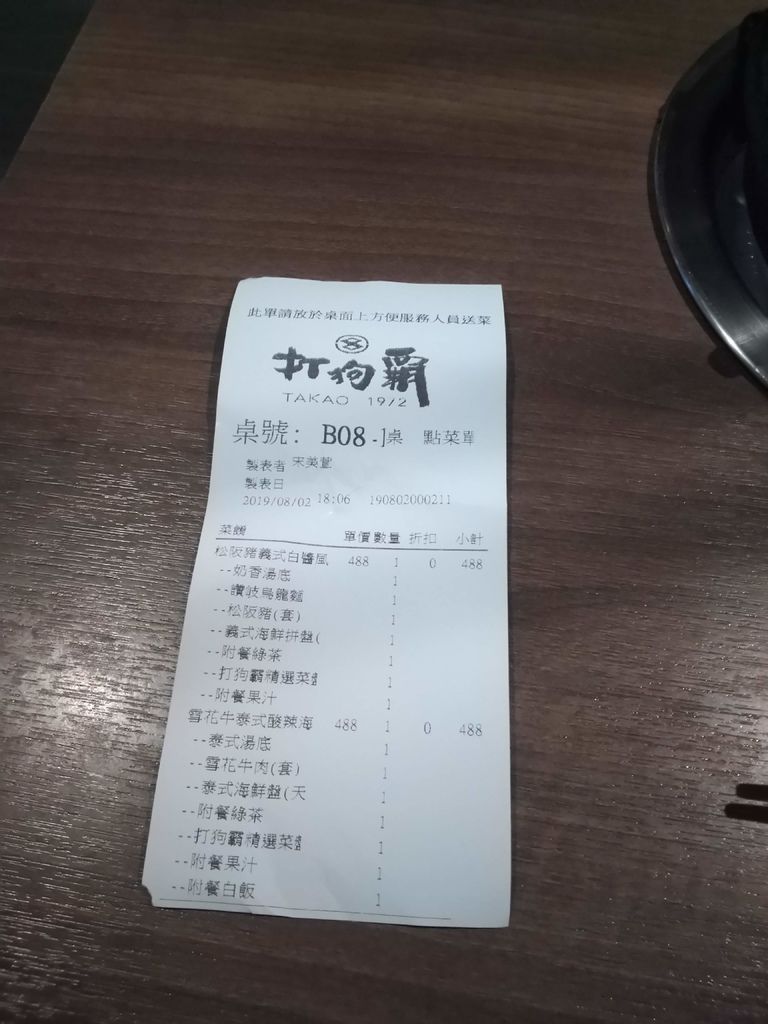 此單請放於桌面上方便服務人員送菜
打狗霸
TAKAO 1972
桌號: B08 -1桌 點菜單
製表者 宋美萱
製表日
2019/08/02 18:06 190802000211
菜餚 單價 數量 折扣 小計
松阪豬義式白醬風 488 1 0 488
--奶香湯底 1
--讚岐烏龍麵 1
--松阪豬(套) 1
--義式海鮮拼盤( 1
--附餐綠茶 1
--打狗霸精選菜 1
--附餐果汁 1
雪花牛泰式酸辣海 488 1 0 488
--泰式湯底 1
--雪花牛肉(套) 1
--泰式海鮮盤(天 1
--附餐綠茶 1
--打狗霸精選菜 1
--附餐果汁 1
--附餐白飯 1